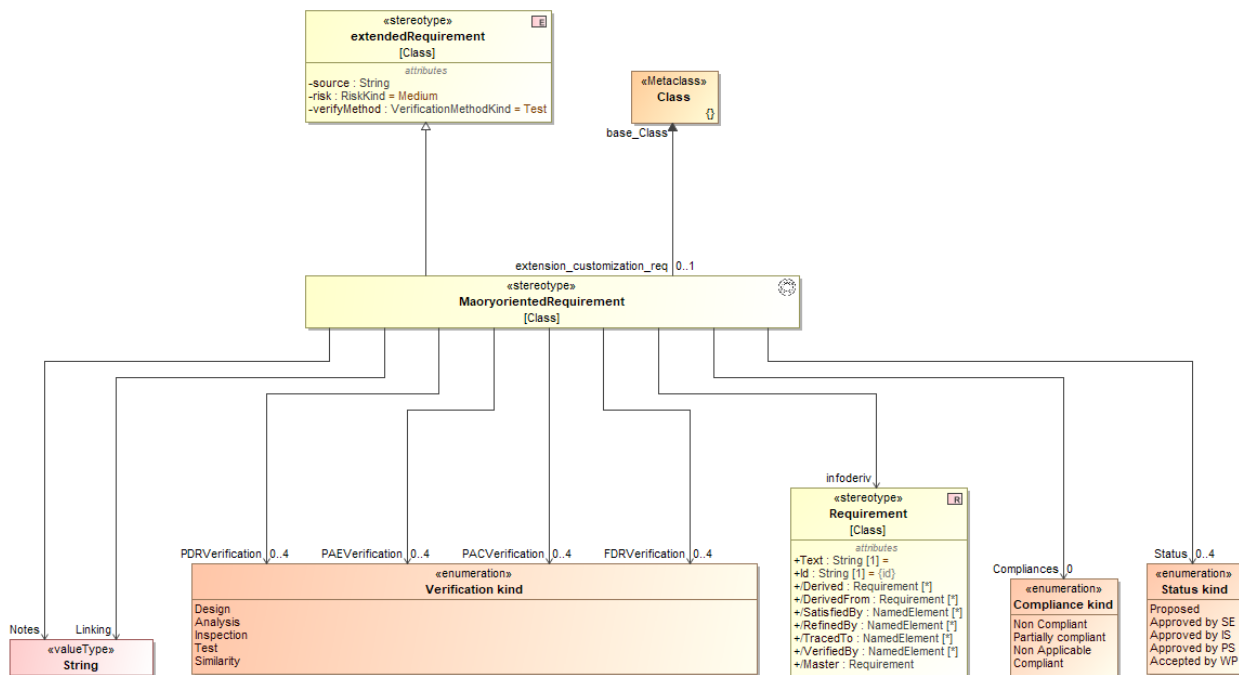 «stereotype»
E
extendedRequirement
[Class]
attributes
-source : String
-risk : RiskKind = Medium
-verifyMethod : VerificationMethodKind = Test
«Metaclass»
Class
{}
base_Class
extension_customization_req 0..1
«stereotype»
MaoryorientedRequirement
[Class]
Notes
Linking
«valueType»
String
PDRVerification 0..4
PAEVerification 0..4
PACVerification 0..4
FDRVerification 0..4
«enumeration»
Verification kind
Design
Analysis
Inspection
Test
Similarity
infoderiv
«stereotype»
R
Requirement
[Class]
attributes
+Text : String [1] =
+Id : String [1] = {id}
+/Derived : Requirement [*]
+/DerivedFrom : Requirement [*]
+/SatisfiedBy : NamedElement [*]
+/RefinedBy : NamedElement [*]
+/TracedTo : NamedElement [*]
+/VerifiedBy : NamedElement [*]
+/Master : Requirement
Compliances 0
«enumeration»
Compliance kind
Non Compliant
Partially compliant
Non Applicable
Compliant
Status 0..4
«enumeration»
Status kind
Proposed
Approved by SE
Approved by IS
Approved by PS
Accepted by WP